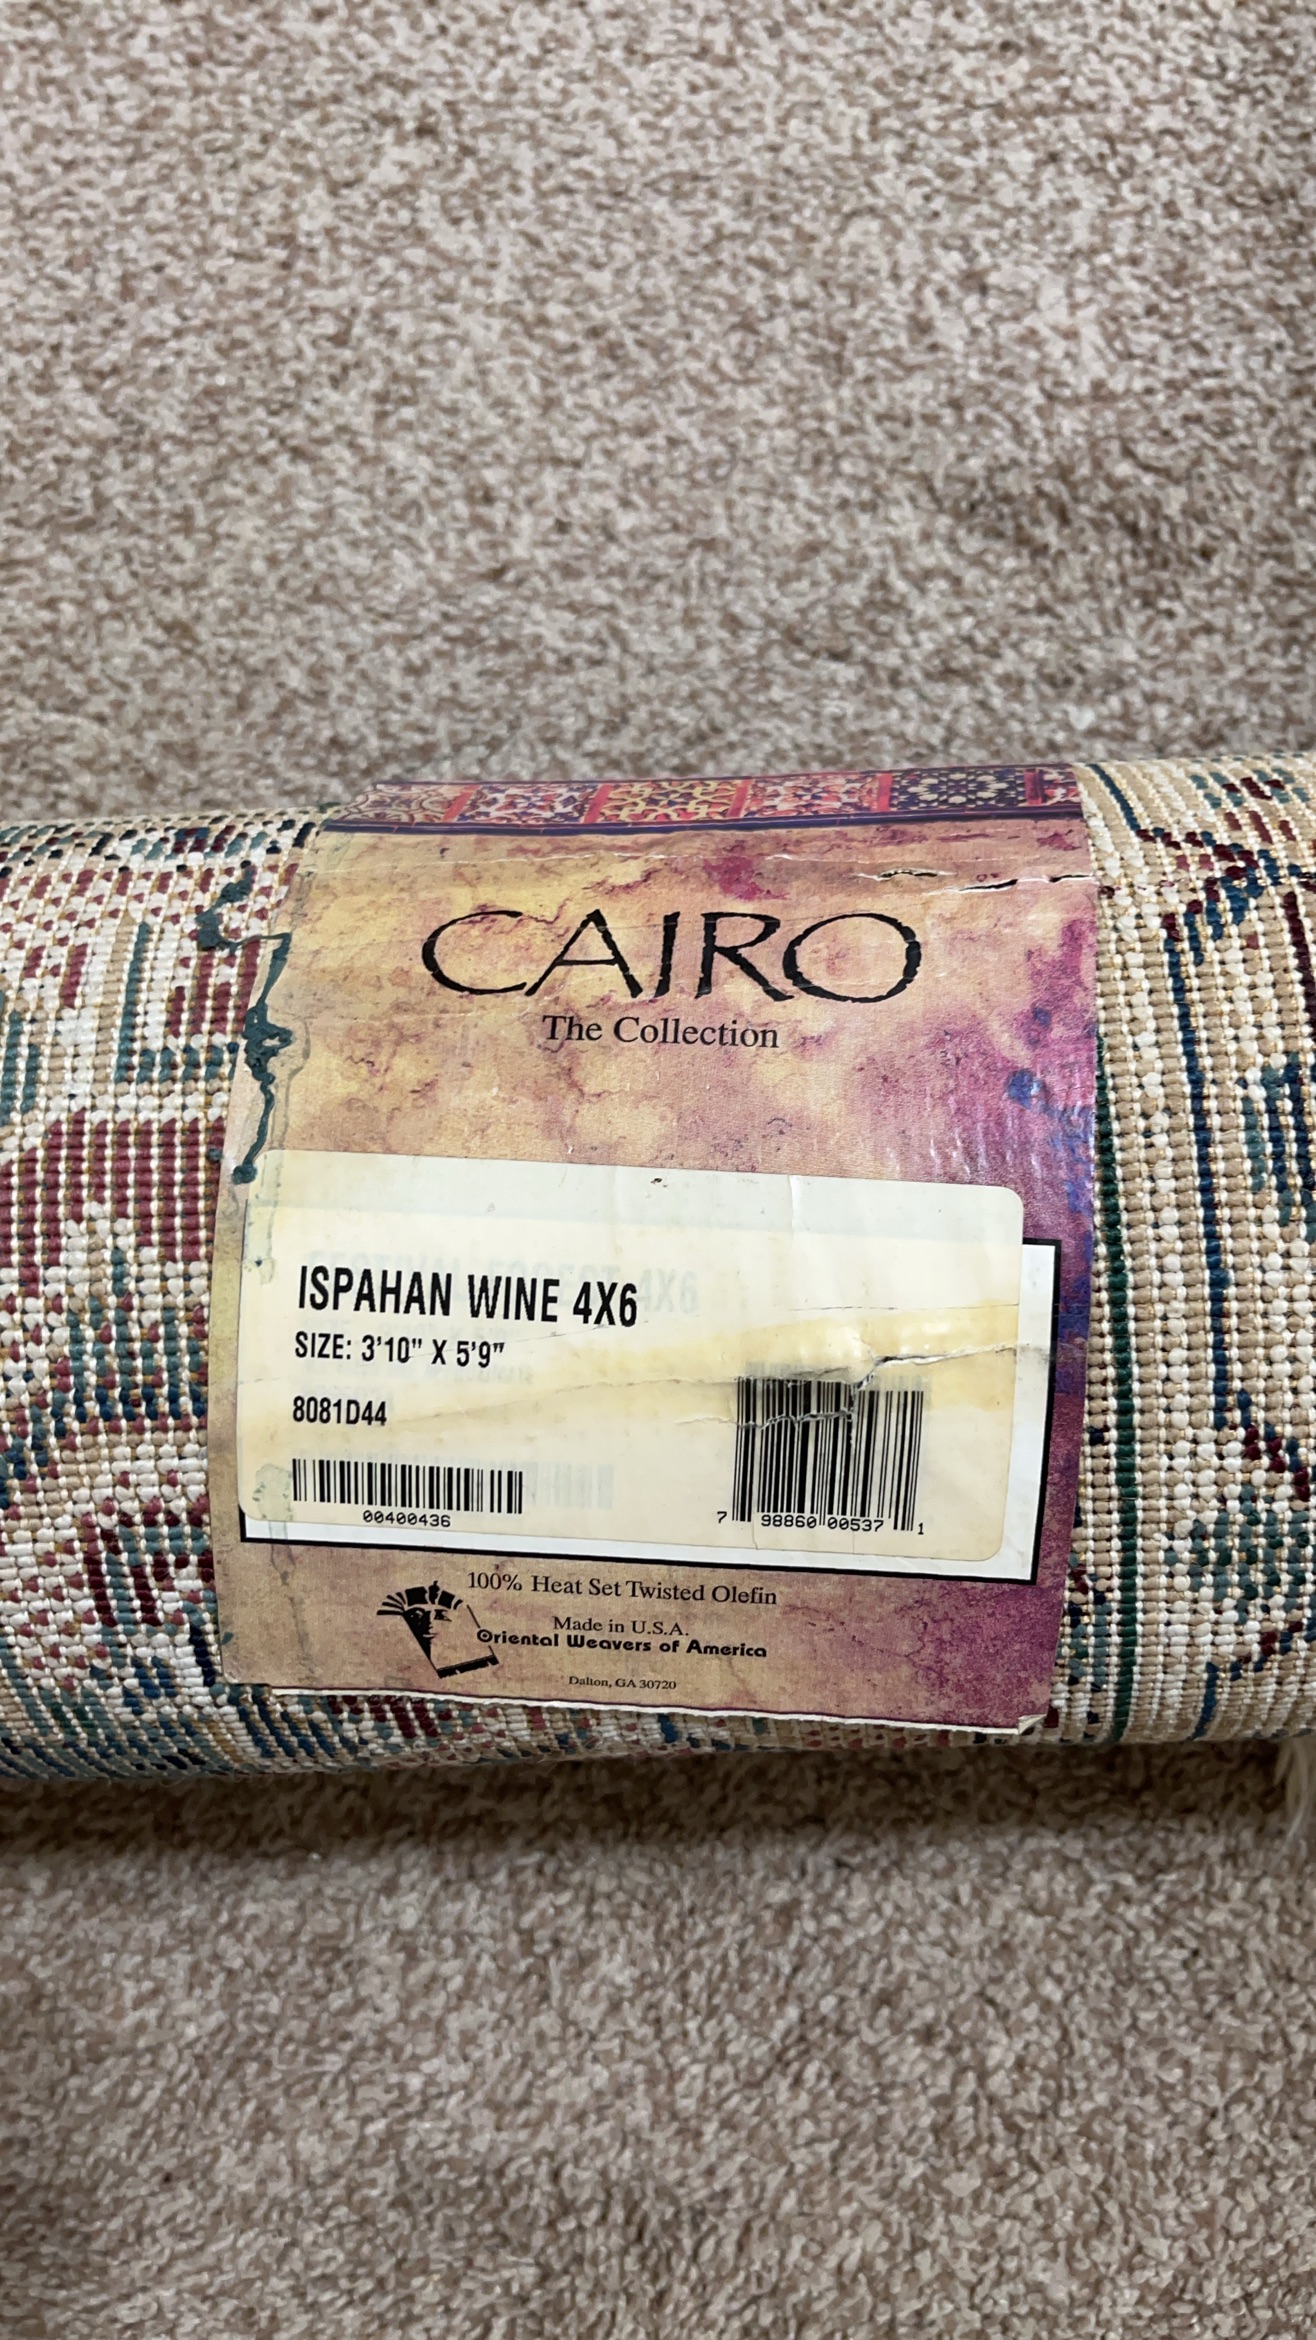 CAIRO
The Collection
ISPAHAN WINE 4X6
SIZE: 3'10" X 5'9"
8081D44
00400436
7 98860 00537 1
100% Heat Set Twisted Olefin
Made in U.S.A.
Oriental Weavers of America
Dalton, GA 30720